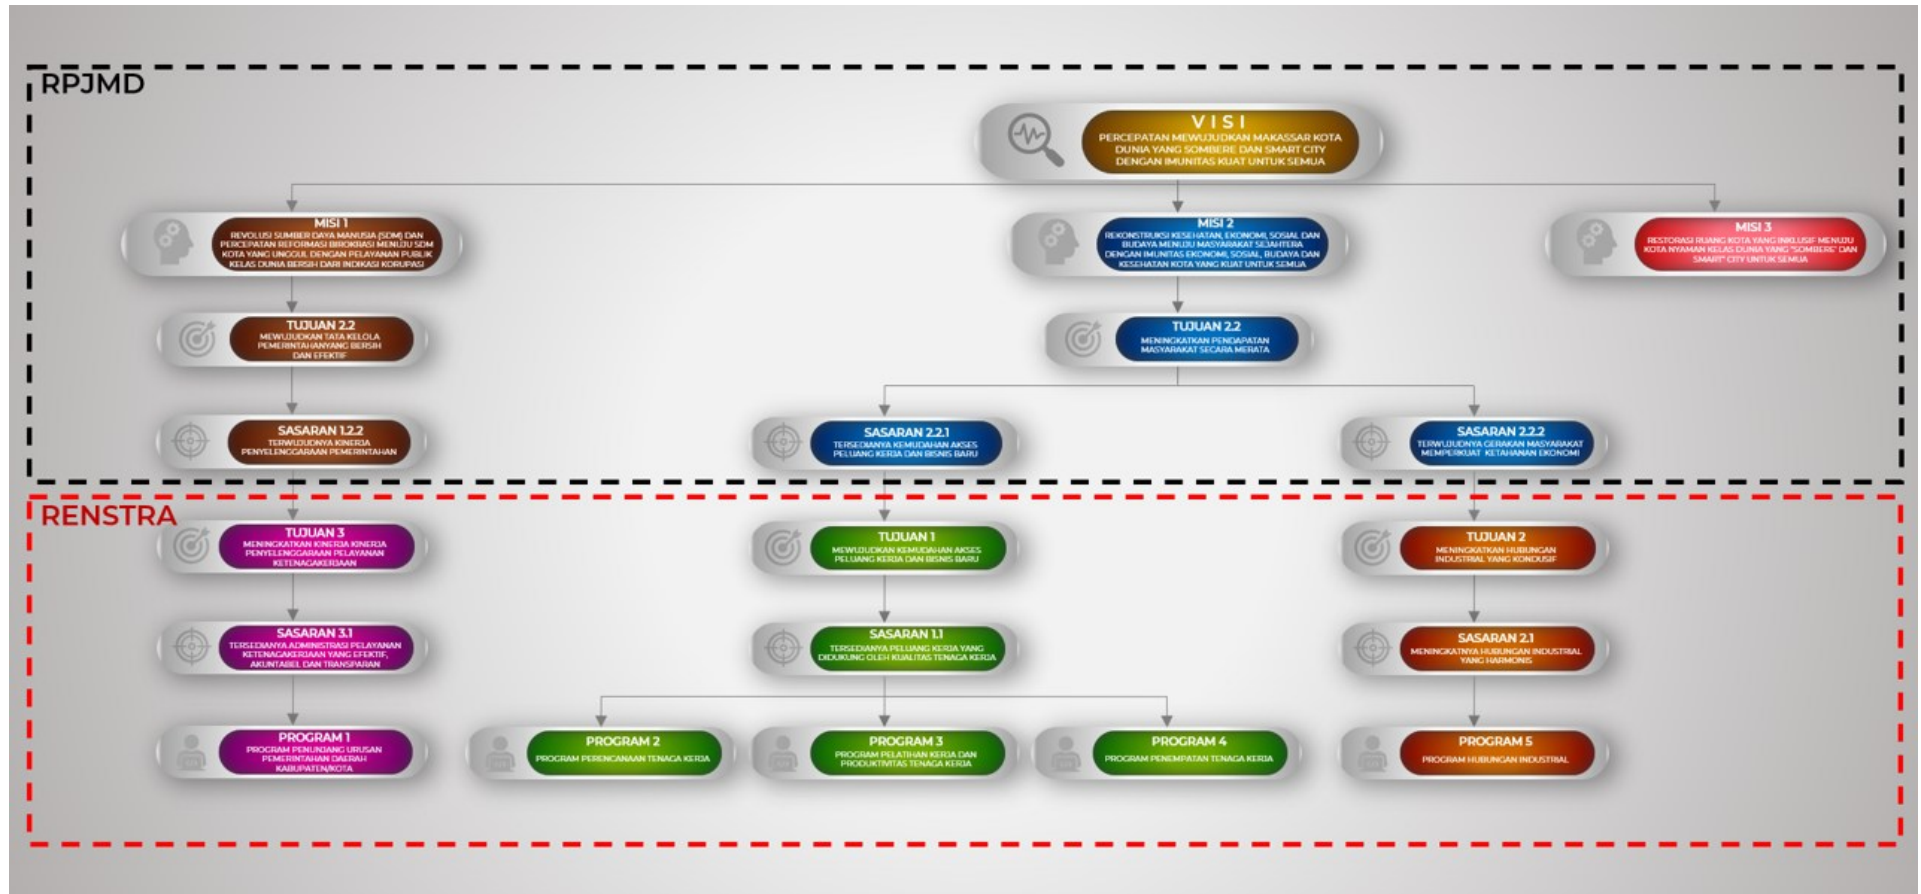 RPJMD
VISI
PERCEPATAN MEWUJUDKAN MAKASSAR KOTA
DUNIA YANG SOMBERE DAN SMART CITY
DENGAN IMUNITAS KUAT UNTUK SEMUA
MISI 1
REVOLUSI SUMBER DAYA MANUSIA (SDM) DAN
PERCEPATAN REFORMASI BIROKRASI MENUJU SDM
KOTA YANG UNGGUL DENGAN PELAYANAN PUBLIK
KELAS DUNIA BERSIH DARI INDIKASI KORUPASI
MISI 2
REKONSTRUKSI KESEHATAN, EKONOMI, SOSIAL DAN
BUDAYA MENUJU MASYARAKAT SEJAHTERA
DENGAN IMUNITAS EKONOMI, SOSIAL, BUDAYA DAN
KESEHATAN KOTA YANG KUAT UNTUK SEMUA
MISI 3
RESTORASI RUANG KOTA YANG INKLUSIF MENUJU
KOTA NYAMAN KELAS DUNIA YANG "SOMBERE' DAN
SMART" CITY UNTUK SEMUA
TUJUAN 2.2
MEWUJUDKAN TATA KELOLA
PEMERINTAHANYANG BERSIH
DAN EFEKTIF
TUJUAN 2.2
MENINGKATKAN PENDAPATAN
MASYARAKAT SECARA MERATA
SASARAN 1.2.2
TERWUJUDNYA KINERJA
PENYELENGGARAAN PEMERINTAHAN
SASARAN 2.2.1
TERSEDIANYA KEMUDAHAN AKSES
PELUANG KERJA DAN BISNIS BARU
SASARAN 2.2.2
TERWUJUDNYA GERAKAN MASYARAKAT
MEMPERKUAT KETAHANAN EKONOMI
RENSTRA
TUJUAN 3
MENINGKATKAN KINERJA KINERJA
PENYELENGGARAAN PELAYANAN
KETENAGAKERJAAN
TUJUAN 1
MEWUJUDKAN KEMUDAHAN AKSES
PELUANG KERJA DAN BISNIS BARU
TUJUAN 2
MENINGKATKAN HUBUNGAN
INDUSTRIAL YANG KONDUSIF
SASARAN 3.1
TERSEDIANYA ADMINISTRASI PELAYANAN
KETENAGAKERJAAN YANG EFEKTIF,
AKUNTABEL DAN TRANSPARAN
SASARAN 1.1
TERSEDIANYA PELUANG KERJA YANG
DIDUKUNG OLEH KUALITAS TENAGA KERJA
SASARAN 2.1
MENINGKATNYA HUBUNGAN INDUSTRIAL
YANG HARMONIS
PROGRAM 1
PROGRAM PENUNJANG URUSAN
PEMERINTAHAN DAERAH
KABUPATEN/KOTA
PROGRAM 2
PROGRAM PERENCANAAN TENAGA KERJA
PROGRAM 3
PROGRAM PELATIHAN KERJA DAN
PRODUKTIVITAS TENAGA KERJA
PROGRAM 4
PROGRAM PENEMPATAN TENAGA KERJA
PROGRAM 5
PROGRAM HUBUNGAN INDUSTRIAL